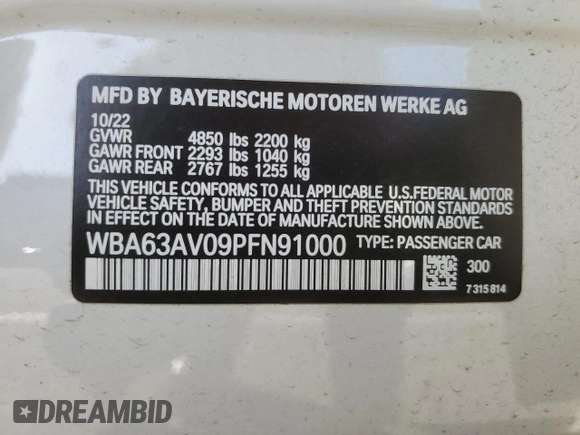 MFD BY BAYERISCHE MOTOREN WERKE AG
10/22
GVWR 4850 lbs 2200 kg
GAWR FRONT 2293 lbs 1040 kg
GAWR REAR 2767 lbs 1255 kg
THIS VEHICLE CONFORMS TO ALL APPLICABLE U.S.FEDERAL MOTOR
VEHICLE SAFETY, BUMPER AND THEFT PREVENTION STANDARDS
IN EFFECT ON THE DATE OF MANUFACTURE SHOWN ABOVE.
WBA63AV09PFN91000 TYPE: PASSENGER CAR
300
7 315 814
DREAMBID